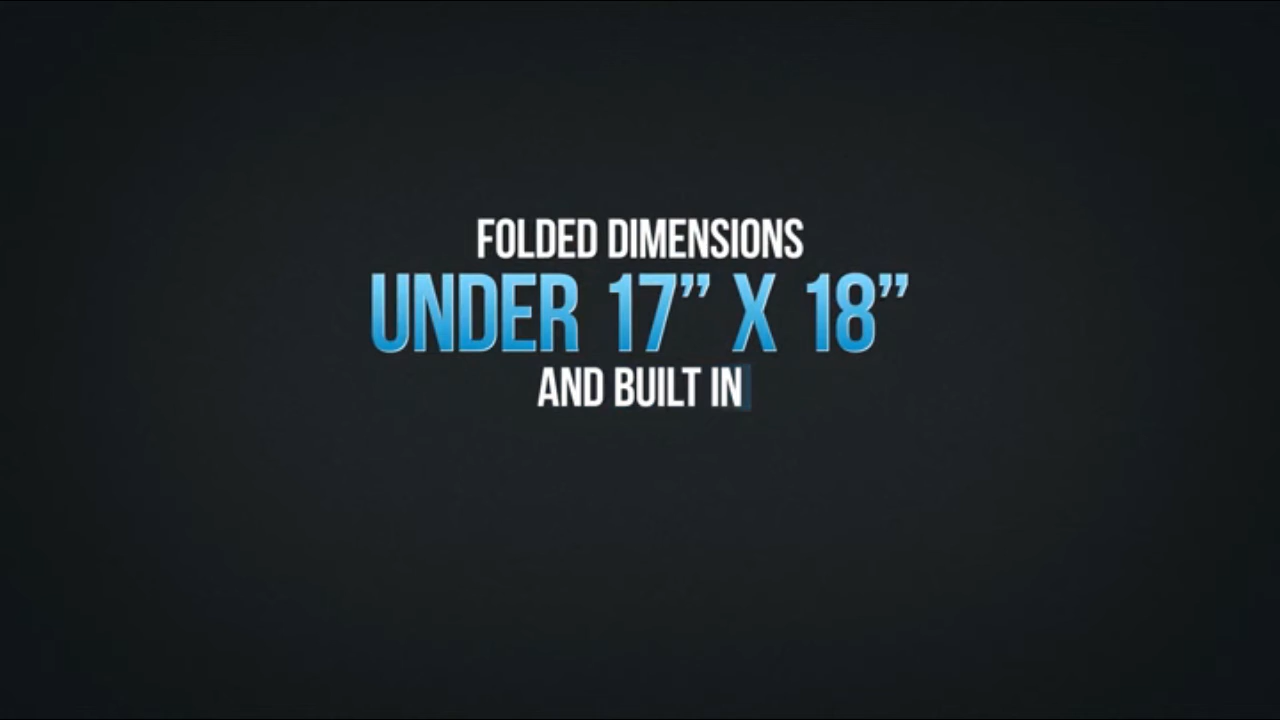 FOLDED DIMENSIONS
UNDER 17” X 18”
AND BUILT IN